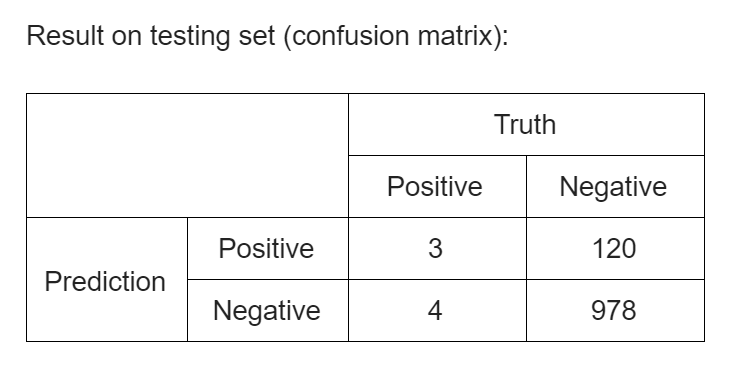 Result on testing set (confusion matrix):
Truth
Positive Negative
Positive 3 120
Prediction
Negative 4 978